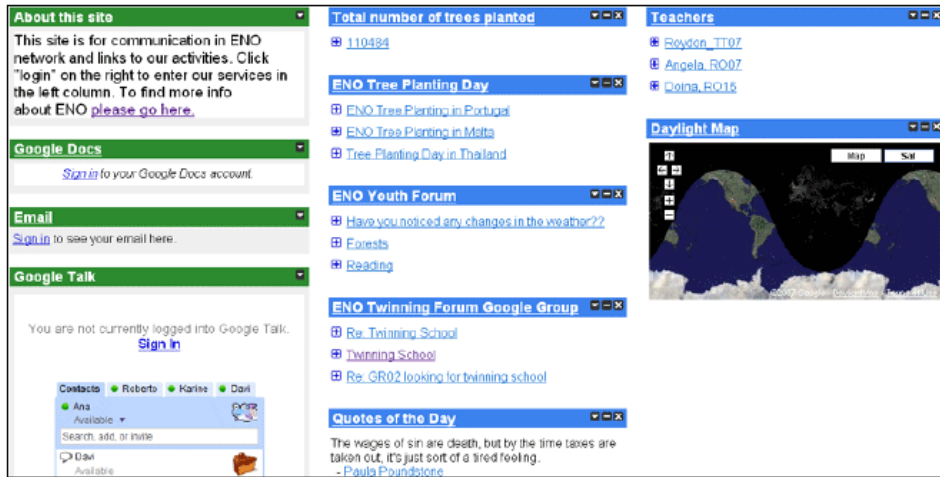 About this site
This site is for communication in ENO
network and links to our activities. Click
"login" on the right to enter our services in
the left column. To find more info
about ENO please go here.
Google Docs
Sign in to your Google Docs account.
Email
Sign in to see your email here.
Google Talk
You are not currently logged into Google Talk.
Sign In
Contacts Roberto Karine Davi
Ana
Available
Search, add, or invite
Davi
Available
Total number of trees planted
110484
ENO Tree Planting Day
ENO Tree Planting in Portugal
ENO Tree Planting in Malta
Tree Planting Day in Thailand
ENO Youth Forum
Have you noticed any changes in the weather??
Forests
Reading
ENO Twinning Forum Google Group
Re: Twinning School
Twinning School
Re: GR02 looking for twinning school
Quotes of the Day
The wages of sin are death, but by the time taxes are
taken out, it's just sort of a tired feeling.
- Paula Poundstone
Teachers
Roydon_TT07
Angela, RO07
Doina, RO16
Daylight Map
Map Sat
©2007 Google - Terms of Use